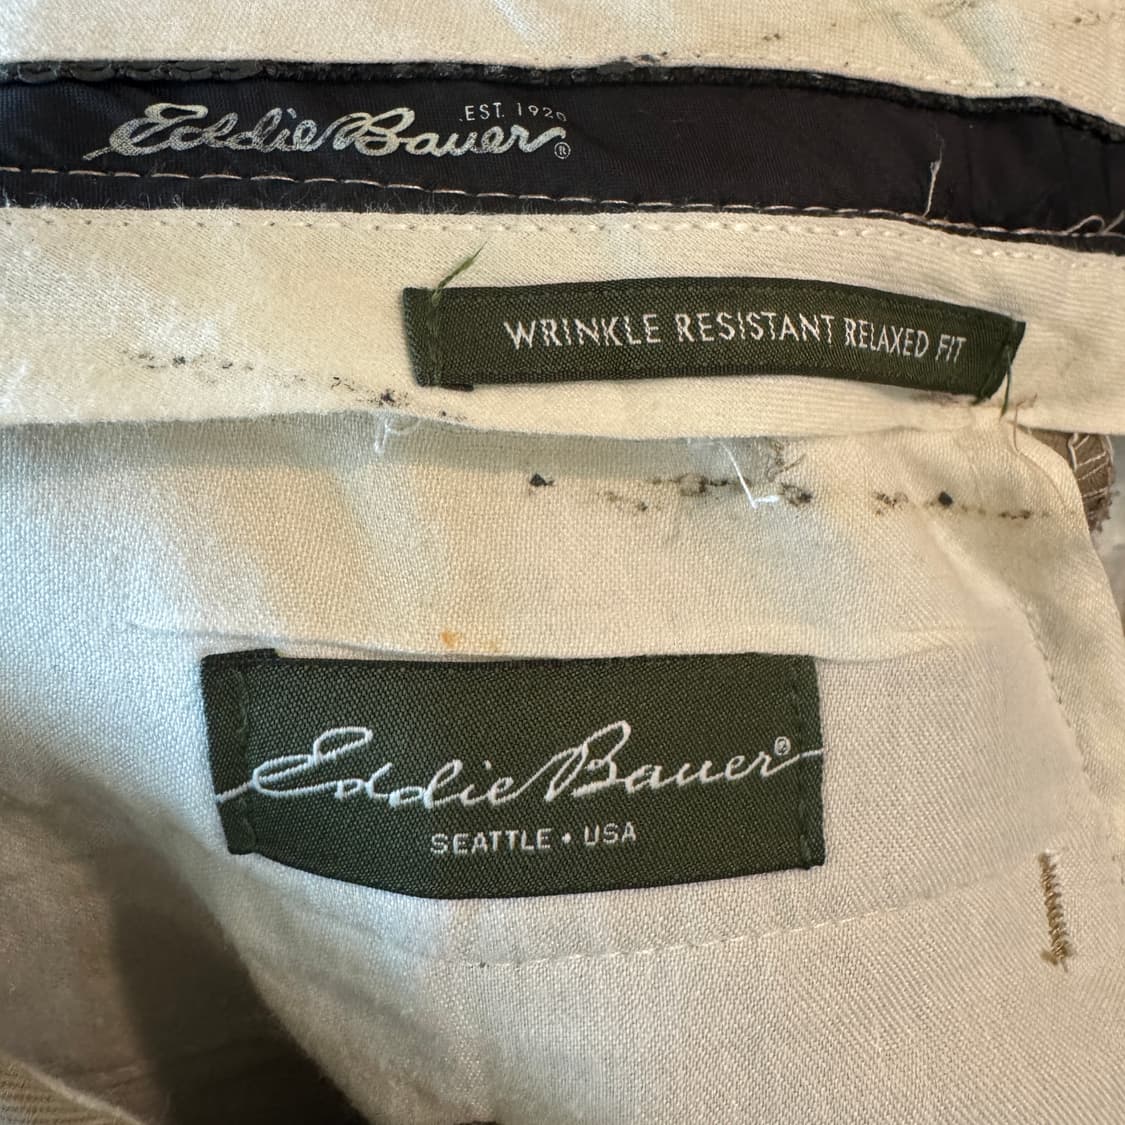 EST. 1920
Eddie Bauer®
WRINKLE RESISTANT RELAXED FIT
Eddie Bauer®
SEATTLE • USA